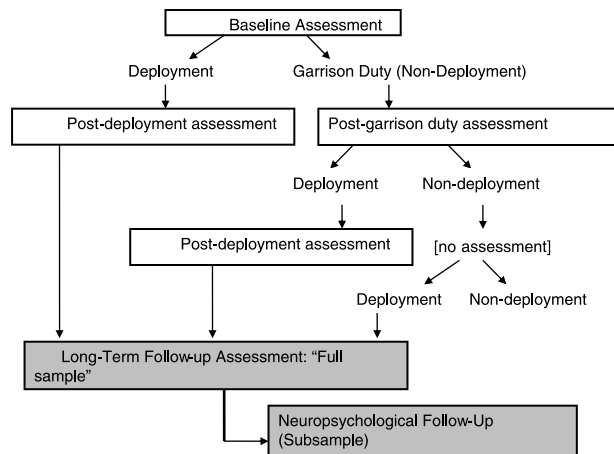 Baseline Assessment
Deployment
Garrison Duty (Non-Deployment)
Post-deployment assessment
Post-garrison duty assessment
Deployment
Non-deployment
Post-deployment assessment
[no assessment]
Deployment
Non-deployment
Long-Term Follow-up Assessment: “Full
sample”
Neuropsychological Follow-Up
(Subsample)